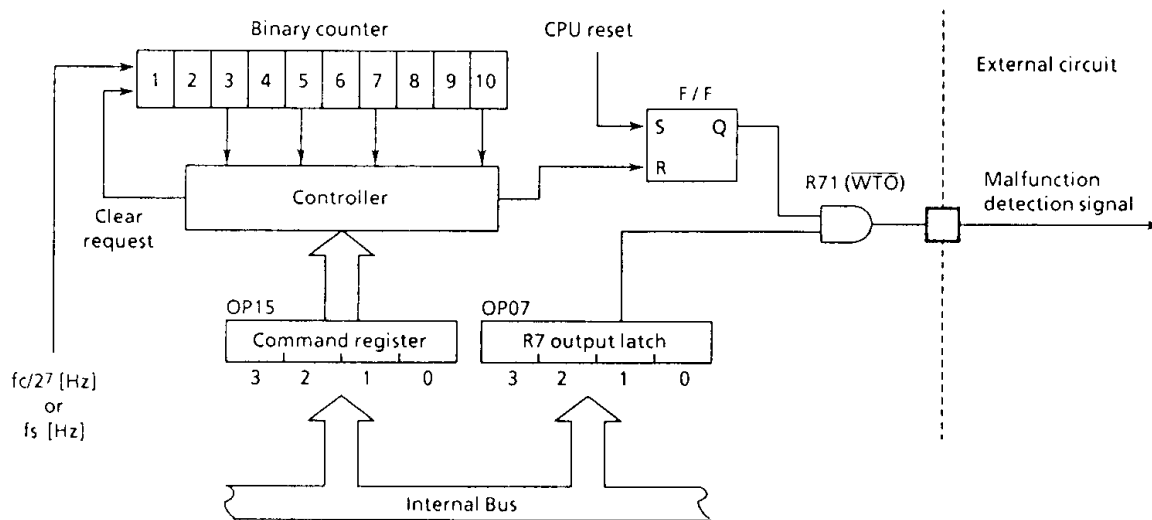 Binary counter
CPU reset
External circuit
1 2 3 4 5 6 7 8 9 10
F / F
S Q
R
Controller
R71 (W̅T̅O̅)
Malfunction
detection signal
Clear
request
OP15
OP07
Command register
R7 output latch
3 2 1 0
3 2 1 0
fc/2⁷ [Hz]
or
fs [Hz]
Internal Bus